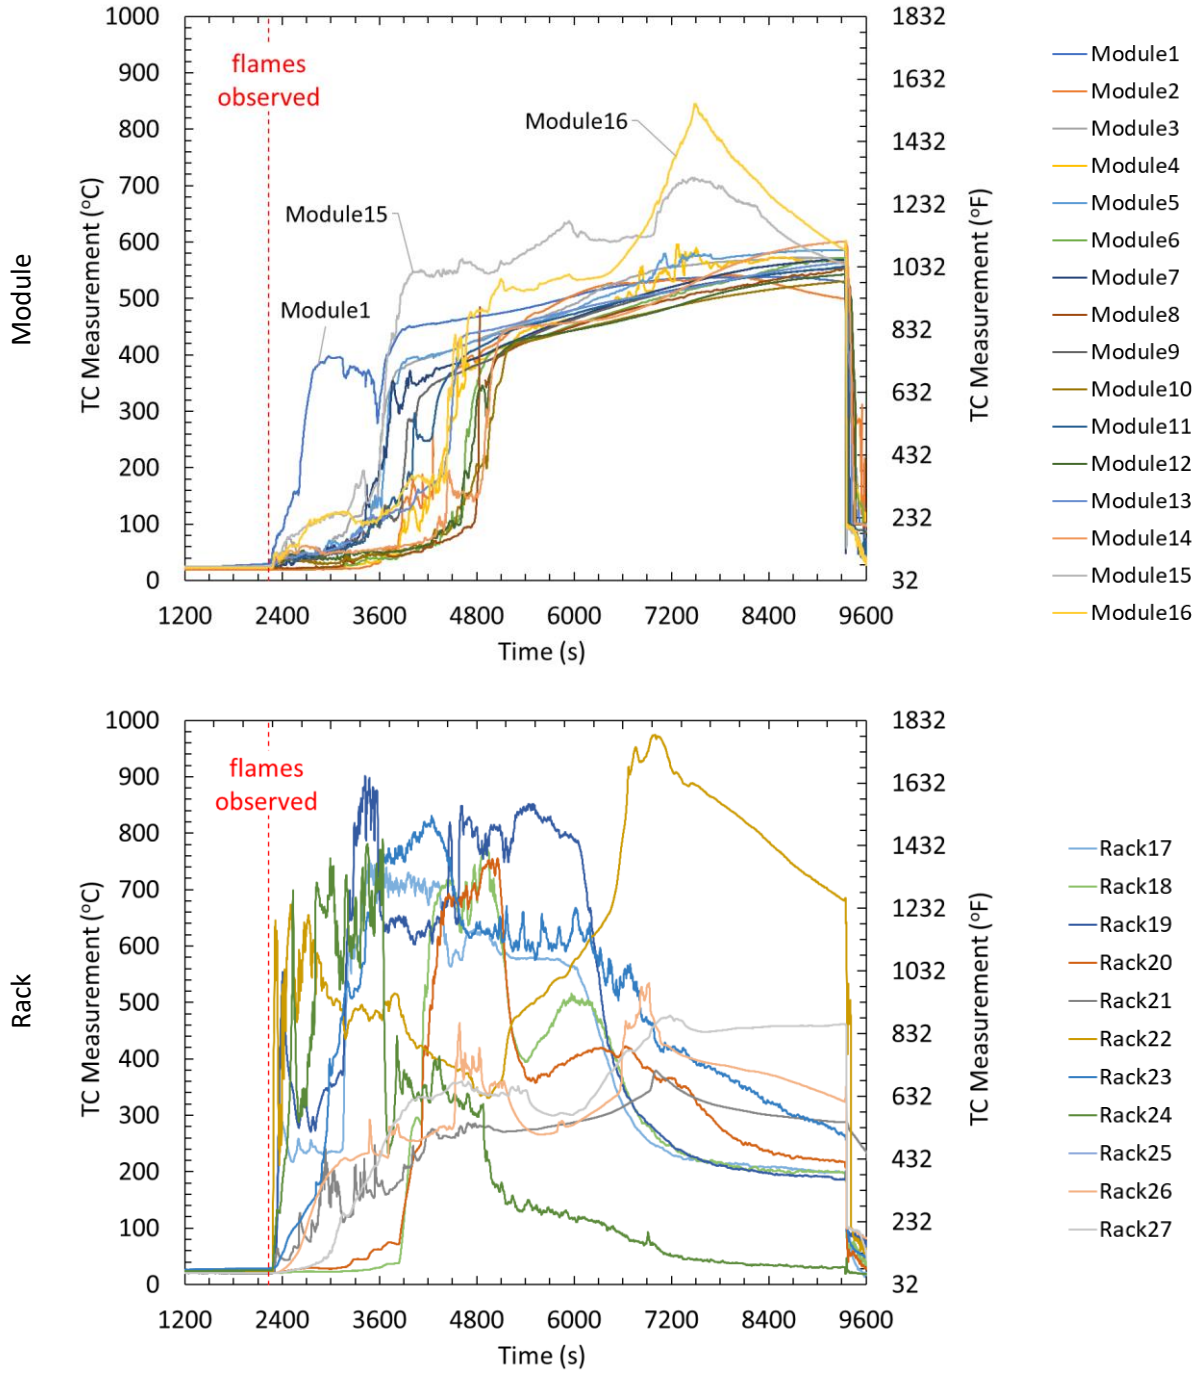 Module
TC Measurement (°C)
1000
900
800
700
600
500
400
300
200
100
0
flames
observed
Module1
Module15
Module16
1832
1632
1432
1232
1032
832
632
432
232
32
TC Measurement (°F)
1200 2400 3600 4800 6000 7200 8400 9600
Time (s)
Module1
Module2
Module3
Module4
Module5
Module6
Module7
Module8
Module9
Module10
Module11
Module12
Module13
Module14
Module15
Module16
Rack
TC Measurement (°C)
1000
900
800
700
600
500
400
300
200
100
0
flames
observed
1832
1632
1432
1232
1032
832
632
432
232
32
TC Measurement (°F)
1200 2400 3600 4800 6000 7200 8400 9600
Time (s)
Rack17
Rack18
Rack19
Rack20
Rack21
Rack22
Rack23
Rack24
Rack25
Rack26
Rack27